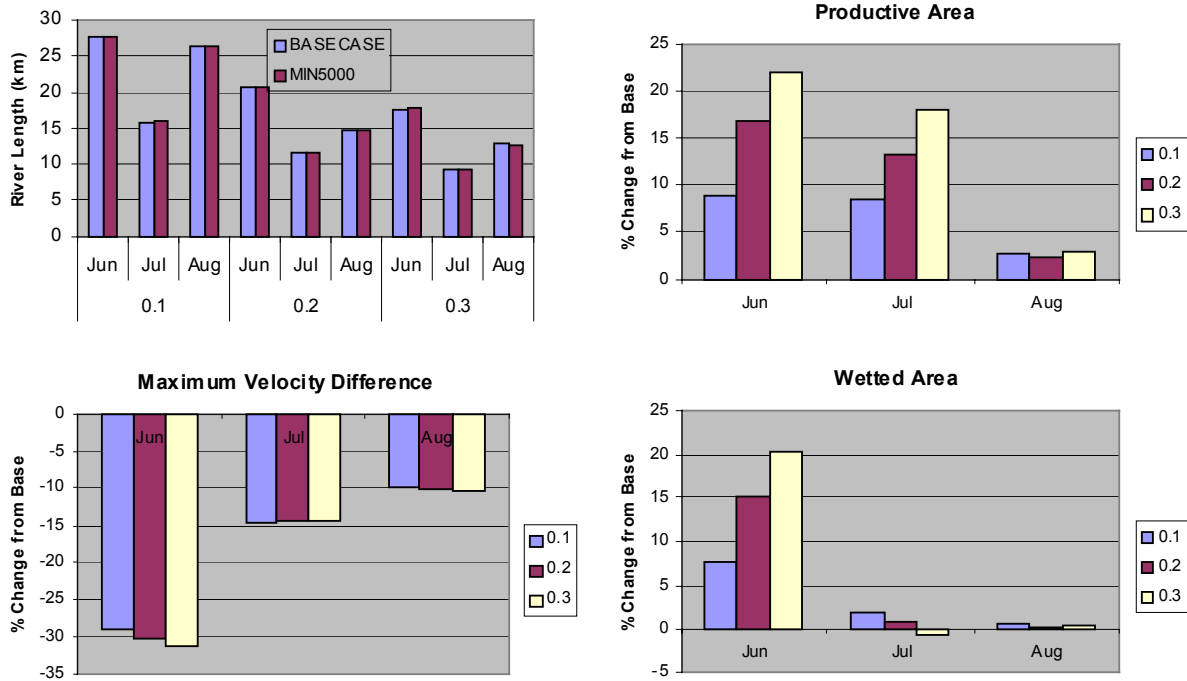 30
25
20
15
10
5
0
River Length (km)
BASE CASE
MIN5000
Jun Jul Aug Jun Jul Aug Jun Jul Aug
0.1 0.2 0.3
Productive Area
25
20
15
10
5
0
% Change from Base
Jun Jul Aug
0.1
0.2
0.3
Maximum Velocity Difference
0
-5
-10
-15
-20
-25
-30
-35
% Change from Base
Jun Jul Aug
0.1
0.2
0.3
Wetted Area
25
20
15
10
5
0
-5
% Change from Base
Jun Jul Aug
0.1
0.2
0.3